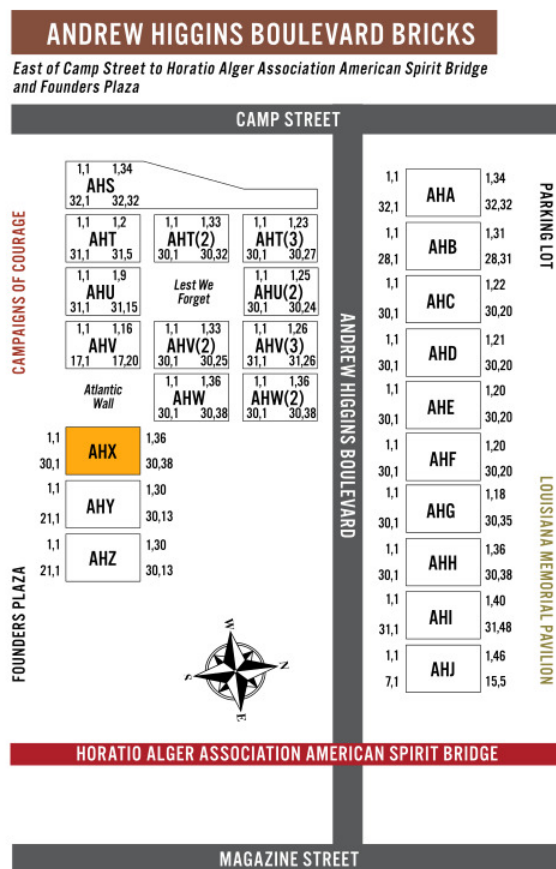 ANDREW HIGGINS BOULEVARD BRICKS
East of Camp Street to Horatio Alger Association American Spirit Bridge
and Founders Plaza
CAMP STREET
CAMPAIGNS OF COURAGE
FOUNDERS PLAZA
1,1 1,34
AHS
32,1 32,32
1,1 1,2
AHT
31,1 31,5
1,1 1,33
AHT(2)
30,1 30,32
1,1 1,23
AHT(3)
30,1 30,27
1,1 1,9
AHU
31,1 31,15
Lest We
Forget
1,1 1,25
AHU(2)
30,1 30,24
1,1 1,16
AHV
17,1 17,20
1,1 1,33
AHV(2)
30,1 30,25
1,1 1,26
AHV(3)
31,1 31,26
Atlantic
Wall
1,1 1,36
AHW
30,1 30,38
1,1 1,36
AHW(2)
30,1 30,38
1,1 1,36
AHX
30,1 30,38
1,1 1,30
AHY
21,1 30,13
1,1 1,30
AHZ
21,1 30,13
W
N
S
E
ANDREW HIGGINS BOULEVARD
1,1 1,34
AHA
32,1 32,32
1,1 1,31
AHB
28,1 28,31
1,1 1,22
AHC
30,1 30,20
1,1 1,21
AHD
30,1 30,20
1,1 1,20
AHE
30,1 30,20
1,1 1,20
AHF
30,1 30,20
1,1 1,18
AHG
30,1 30,35
1,1 1,36
AHH
30,1 30,38
1,1 1,40
AHI
31,1 31,48
1,1 1,46
AHJ
7,1 15,5
PARKING LOT
LOUISIANA MEMORIAL PAVILION
HORATIO ALGER ASSOCIATION AMERICAN SPIRIT BRIDGE
MAGAZINE STREET